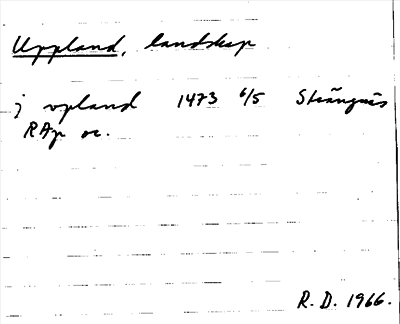 Uppland, landskap
j vpland 1473 6/5 Strängnäs
RAp or.
R. D. 1966.